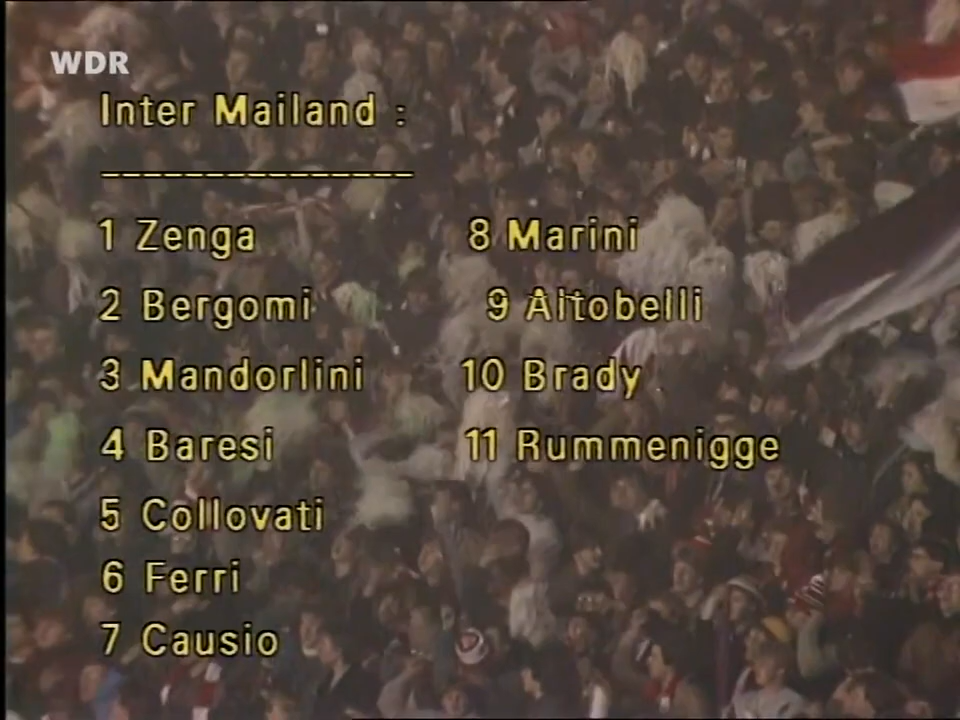 WDR
Inter Mailand :
_______________
1 Zenga
2 Bergomi
3 Mandorlini
4 Baresi
5 Collovati
6 Ferri
7 Causio
8 Marini
9 Altobelli
10 Brady
11 Rummenigge